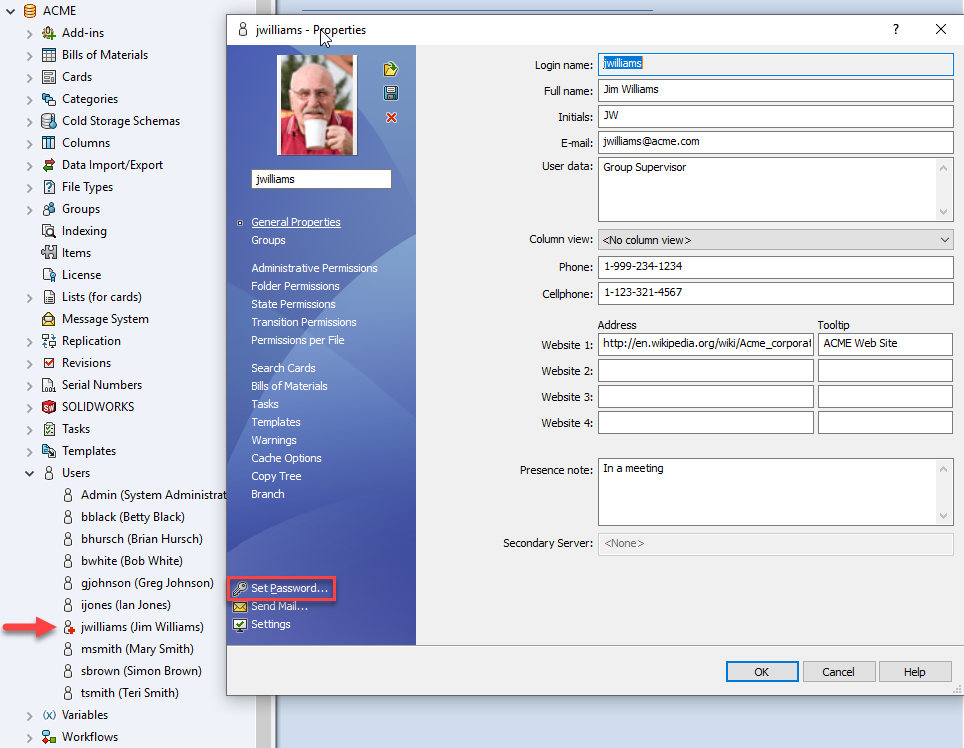 ACME
Add-ins
Bills of Materials
Cards
Categories
Cold Storage Schemas
Columns
Data Import/Export
File Types
Groups
Indexing
Items
License
Lists (for cards)
Message System
Replication
Revisions
Serial Numbers
SOLIDWORKS
Tasks
Templates
Users
Admin (System Administrat
bblack (Betty Black)
bhursch (Brian Hursch)
bwhite (Bob White)
gjohnson (Greg Johnson)
ijones (Ian Jones)
jwilliams (Jim Williams)
msmith (Mary Smith)
sbrown (Simon Brown)
tsmith (Teri Smith)
(x) Variables
Workflows
jwilliams - Properties
jwilliams
General Properties
Groups
Administrative Permissions
Folder Permissions
State Permissions
Transition Permissions
Permissions per File
Search Cards
Bills of Materials
Tasks
Templates
Warnings
Cache Options
Copy Tree
Branch
Set Password...
Send Mail...
Settings
Login name: jwilliams
Full name: Jim Williams
Initials: JW
E-mail: jwilliams@acme.com
User data: Group Supervisor
Column view: <No column view>
Phone: 1-999-234-1234
Cellphone: 1-123-321-4567
Address Tooltip
Website 1: http://en.wikipedia.org/wiki/Acme_corporat ACME Web Site
Website 2:
Website 3:
Website 4:
Presence note: In a meeting
Secondary Server: <None>
OK Cancel Help